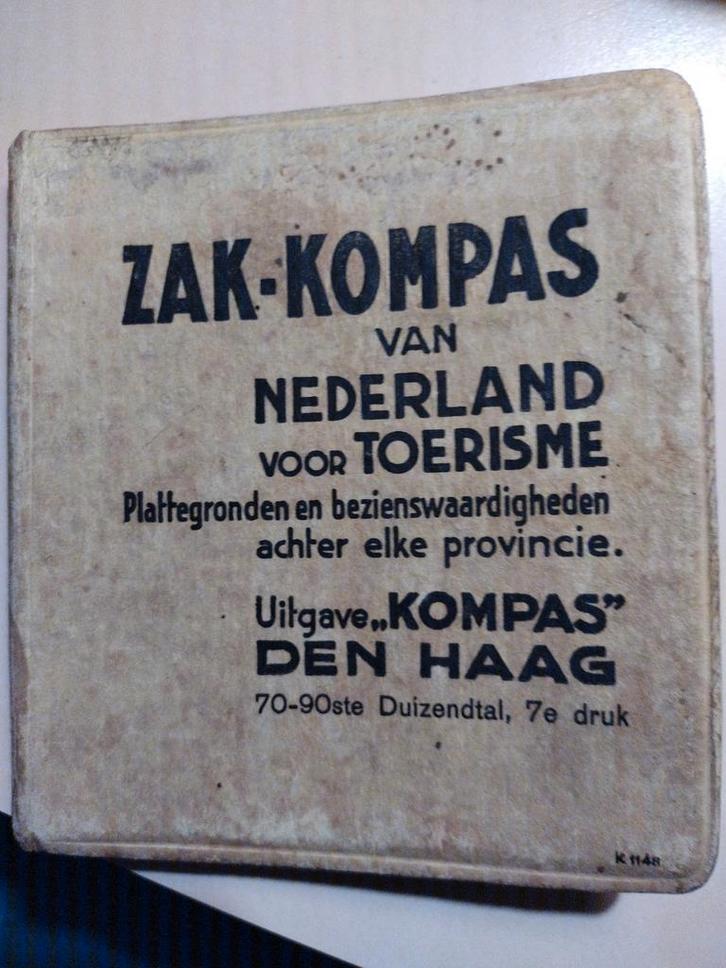 ZAK-KOMPAS
VAN
NEDERLAND
VOOR TOERISME
Plattegronden en bezienswaardigheden
achter elke provincie.
Uitgave „KOMPAS”
DEN HAAG
70-90ste Duizendtal, 7e druk
K 1148